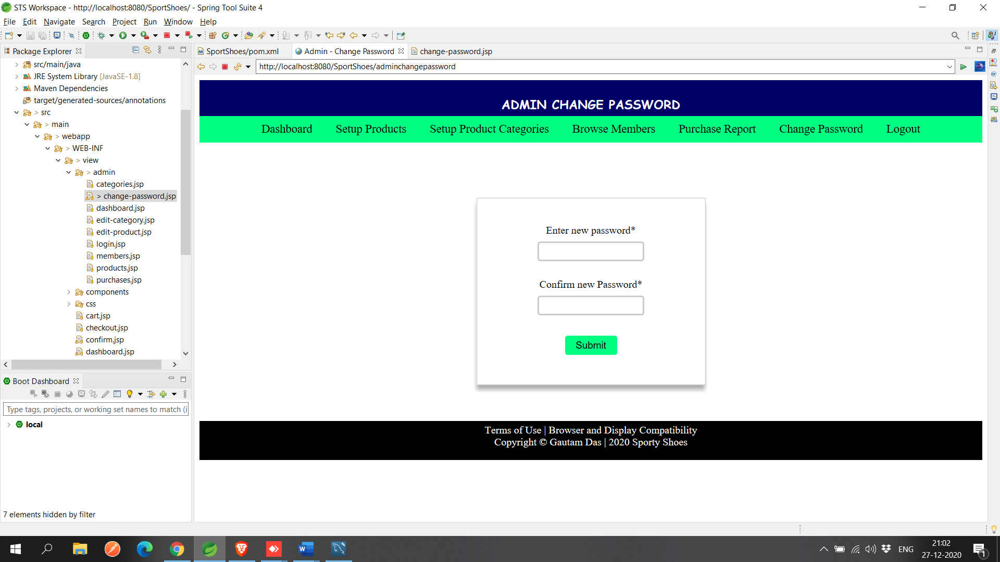 STS Workspace - http://localhost:8080/SportShoes/ - Spring Tool Suite 4
File Edit Navigate Search Project Run Window Help
Package Explorer
src/main/java
JRE System Library [JavaSE-1.8]
Maven Dependencies
target/generated-sources/annotations
> src
> main
> webapp
> WEB-INF
> view
> admin
categories.jsp
> change-password.jsp
dashboard.jsp
edit-category.jsp
edit-product.jsp
login.jsp
members.jsp
products.jsp
purchases.jsp
components
css
cart.jsp
checkout.jsp
confirm.jsp
dashboard.jsp
Boot Dashboard
Type tags, projects, or working set names to match (i
local
7 elements hidden by filter
SportShoes/pom.xml
Admin - Change Password
change-password.jsp
http://localhost:8080/SportShoes/adminchangepassword
ADMIN CHANGE PASSWORD
Dashboard Setup Products Setup Product Categories Browse Members Purchase Report Change Password Logout
Enter new password*
Confirm new Password*
Submit
Terms of Use | Browser and Display Compatibility
Copyright © Gautam Das | 2020 Sporty Shoes
ENG
21:02
27-12-2020
1